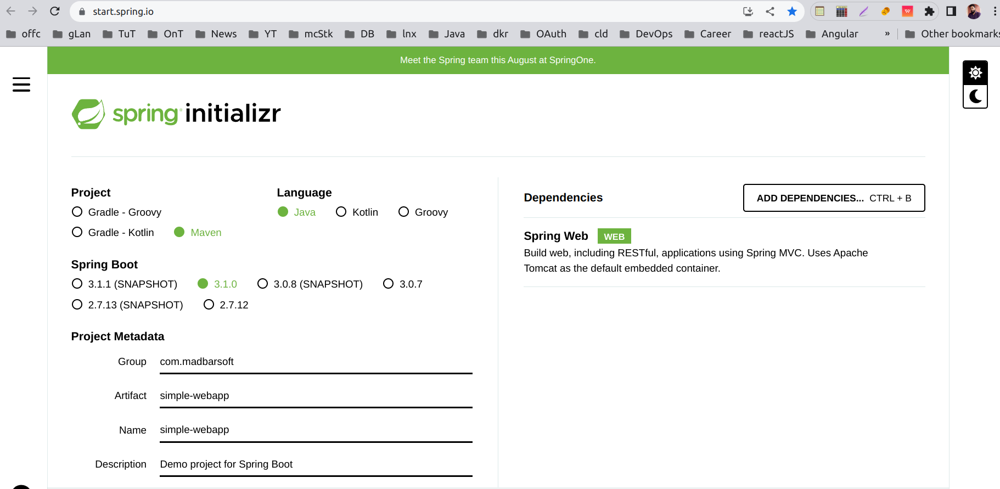 start.spring.io
offc gLan TuT OnT News YT mcStk DB lnx Java dkr OAuth cld DevOps Career reactJS Angular » Other bookmarks
Meet the Spring team this August at SpringOne.
spring initializr
Project
Gradle - Groovy
Gradle - Kotlin Maven
Language
Java Kotlin Groovy
Spring Boot
3.1.1 (SNAPSHOT) 3.1.0 3.0.8 (SNAPSHOT) 3.0.7
2.7.13 (SNAPSHOT) 2.7.12
Project Metadata
Group com.madbarsoft
Artifact simple-webapp
Name simple-webapp
Description Demo project for Spring Boot
Dependencies
ADD DEPENDENCIES... CTRL + B
Spring Web WEB
Build web, including RESTful, applications using Spring MVC. Uses Apache
Tomcat as the default embedded container.